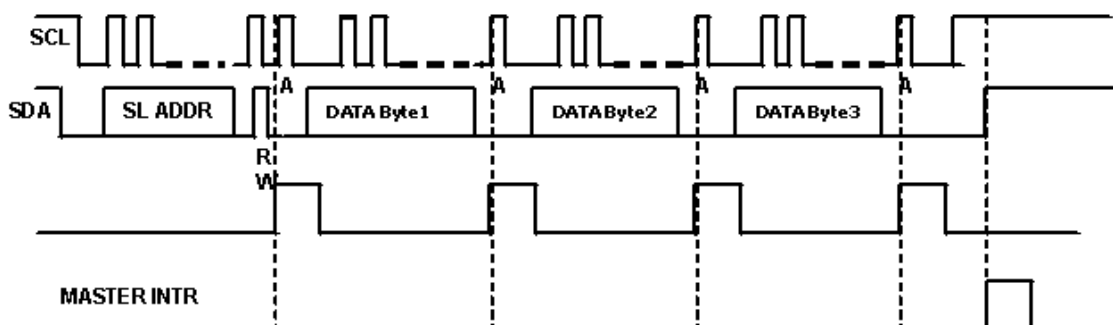 SCL
A A A A
SDA SL ADDR DATA Byte1 DATA Byte2 DATA Byte3
R
W
MASTER INTR